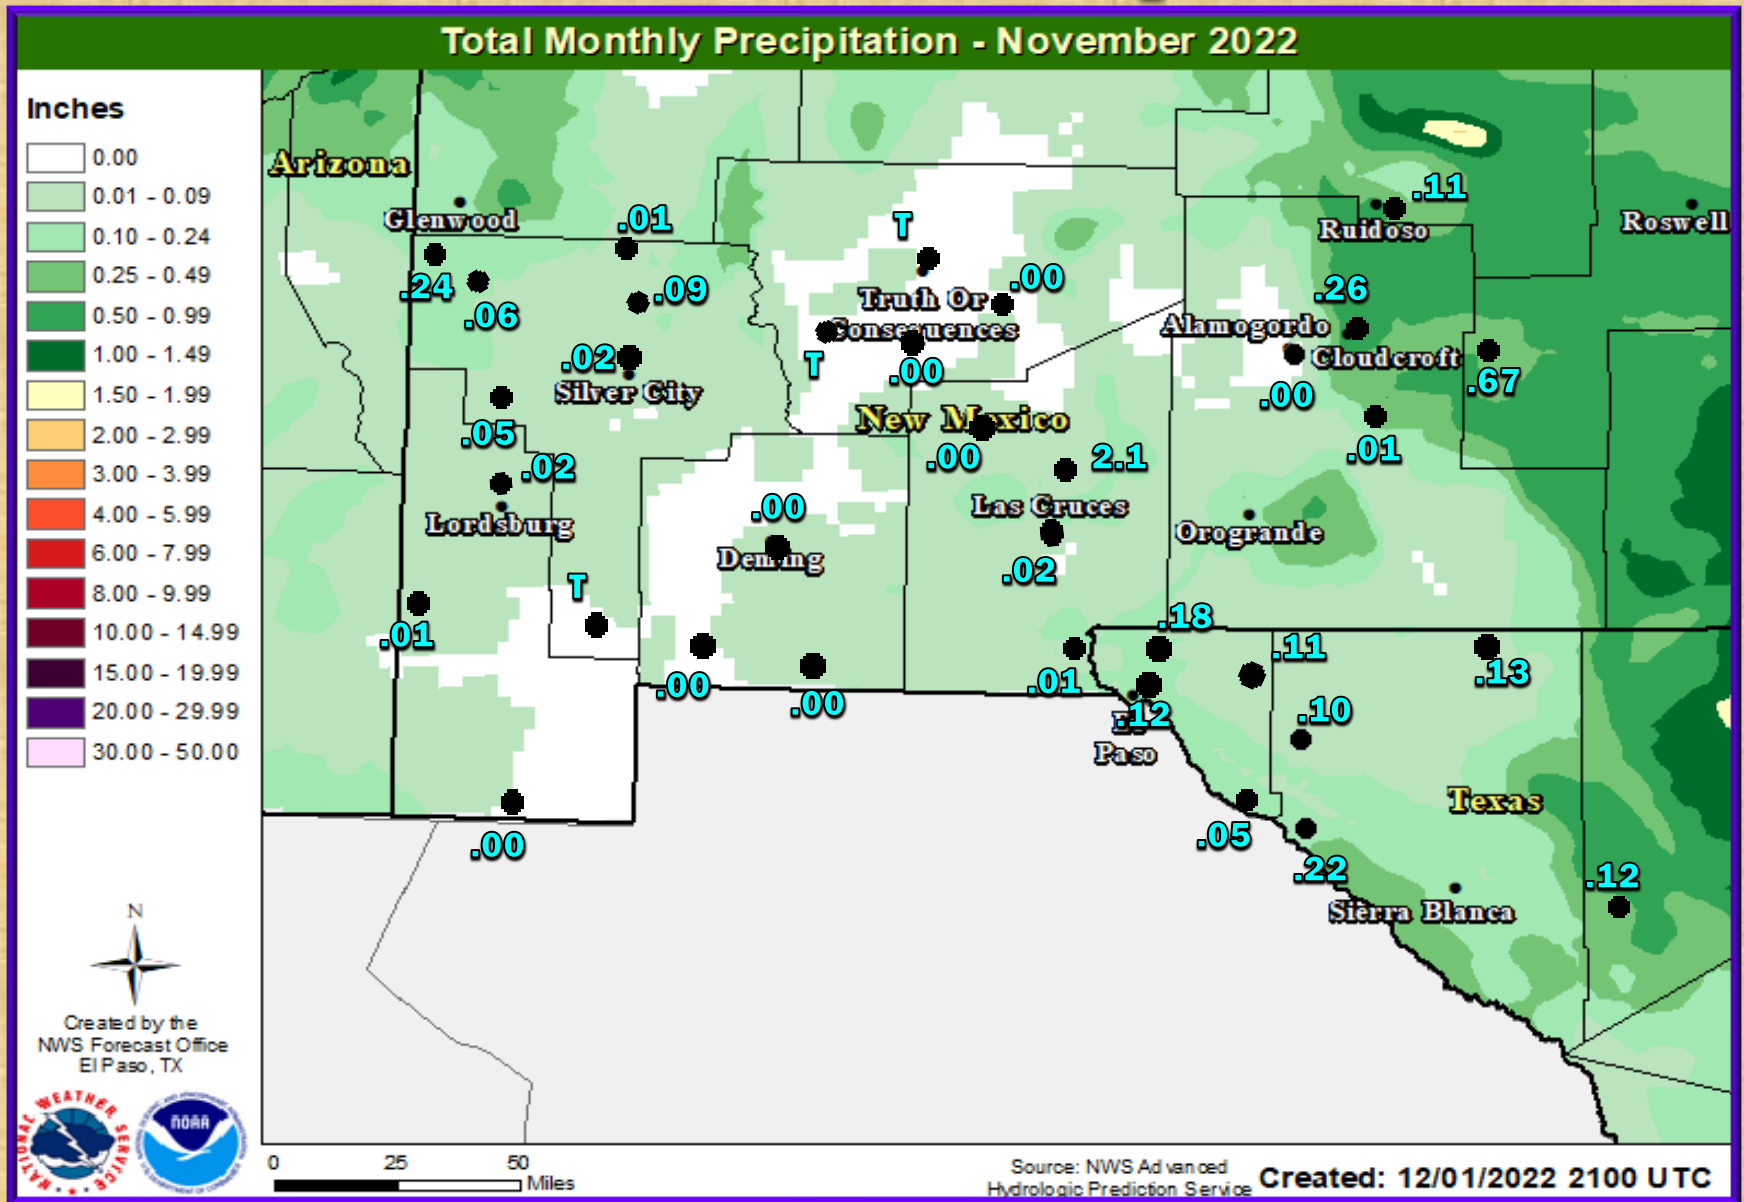 Total Monthly Precipitation - November 2022
Inches
0.00
0.01 - 0.09
0.10 - 0.24
0.25 - 0.49
0.50 - 0.99
1.00 - 1.49
1.50 - 1.99
2.00 - 2.99
3.00 - 3.99
4.00 - 5.99
6.00 - 7.99
8.00 - 9.99
10.00 - 14.99
15.00 - 19.99
20.00 - 29.99
30.00 - 50.00
N
Created by the
NWS Forecast Office
El Paso, TX
NATIONAL WEATHER SERVICE
NOAA
Arizona
Glenwood
.01
.24
.06
.09
.02
Silver City
.05
.02
Lordsburg
.01
T
.00
T
Truth Or
Consequences
.00
T
.00
New Mexico
.00
2.1
Las Cruces
.02
.00
Deming
.00
.00
.01
.11
Ruidoso
Roswell
.26
Alamogordo
Cloudcroft
.00
.67
.01
Orogrande
.18
.11
.13
.12
El
Paso
.10
Texas
.05
.22
Sierra Blanca
.12
0 25 50
Miles
Source: NWS Advanced
Hydrologic Prediction Service
Created: 12/01/2022 2100 UTC